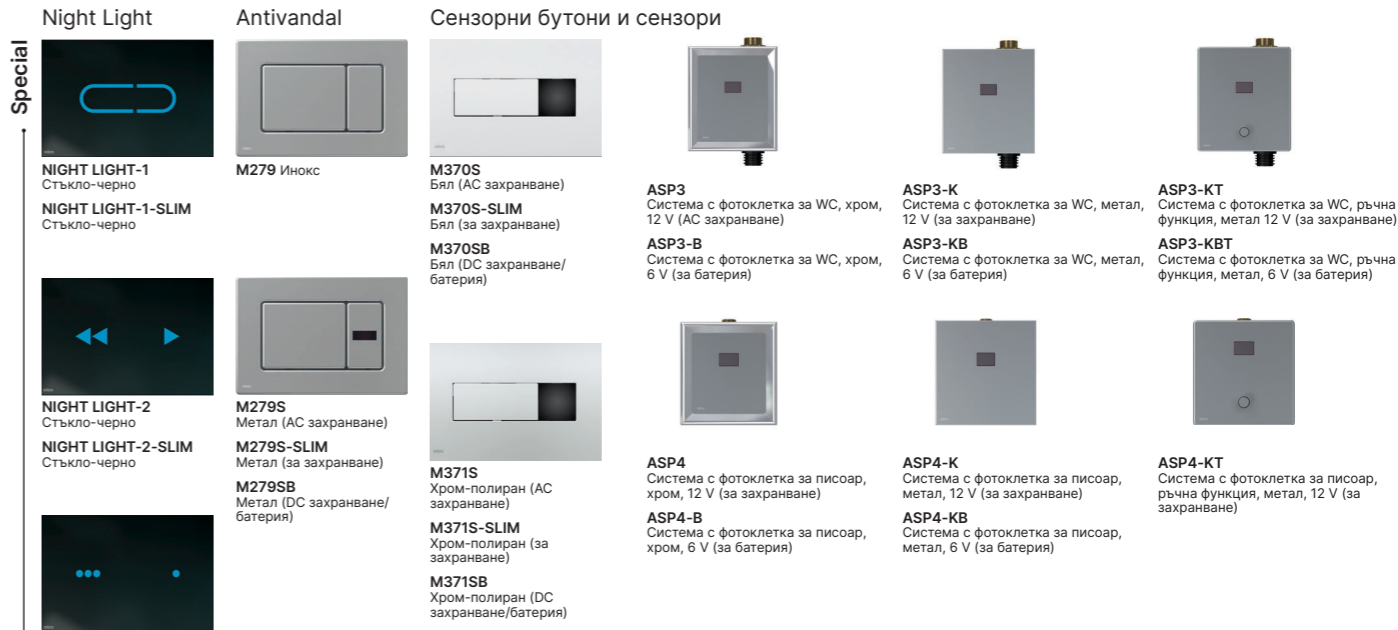 Special
Night Light
NIGHT LIGHT-1
Стъкло-черно
NIGHT LIGHT-1-SLIM
Стъкло-черно
NIGHT LIGHT-2
Стъкло-черно
NIGHT LIGHT-2-SLIM
Стъкло-черно
Antivandal
M279 Инокс
M279S
Метал (АС захранване)
M279S-SLIM
Метал (за захранване)
M279SB
Метал (DC захранване/
батерия)
Сензорни бутони и сензори
M370S
Бял (АС захранване)
M370S-SLIM
Бял (за захранване)
M370SB
Бял (DC захранване/
батерия)
M371S
Хром-полиран (АС
захранване)
M371S-SLIM
Хром-полиран (за
захранване)
M371SB
Хром-полиран (DC
захранване/батерия)
ASP3
Система с фотоклетка за WC, хром,
12 V (АС захранване)
ASP3-B
Система с фотоклетка за WC, хром,
6 V (за батерия)
ASP3-K
Система с фотоклетка за WC, метал,
12 V (за захранване)
ASP3-KB
Система с фотоклетка за WC, метал,
6 V (за батерия)
ASP3-KT
Система с фотоклетка за WC, ръчна
функция, метал 12 V (за захранване)
ASP3-KBT
Система с фотоклетка за WC, ръчна
функция, метал, 6 V (за батерия)
ASP4
Система с фотоклетка за писоар,
хром, 12 V (за захранване)
ASP4-B
Система с фотоклетка за писоар,
хром, 6 V (за батерия)
ASP4-K
Система с фотоклетка за писоар,
метал, 12 V (за захранване)
ASP4-KB
Система с фотоклетка за писоар,
метал, 6 V (за батерия)
ASP4-KT
Система с фотоклетка за писоар,
ръчна функция, метал, 12 V (за
захранване)